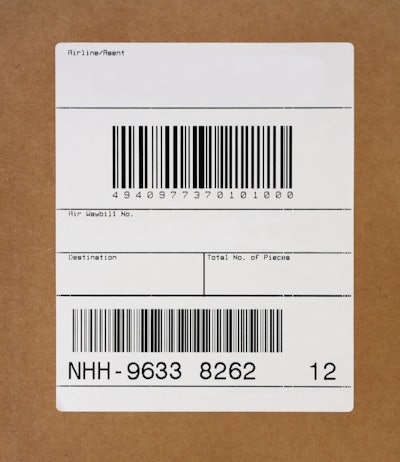 Airline/Agent
4940977370101000
Air Waybill No.
Destination Total No. of Pieces
NHH-9633 8262 12